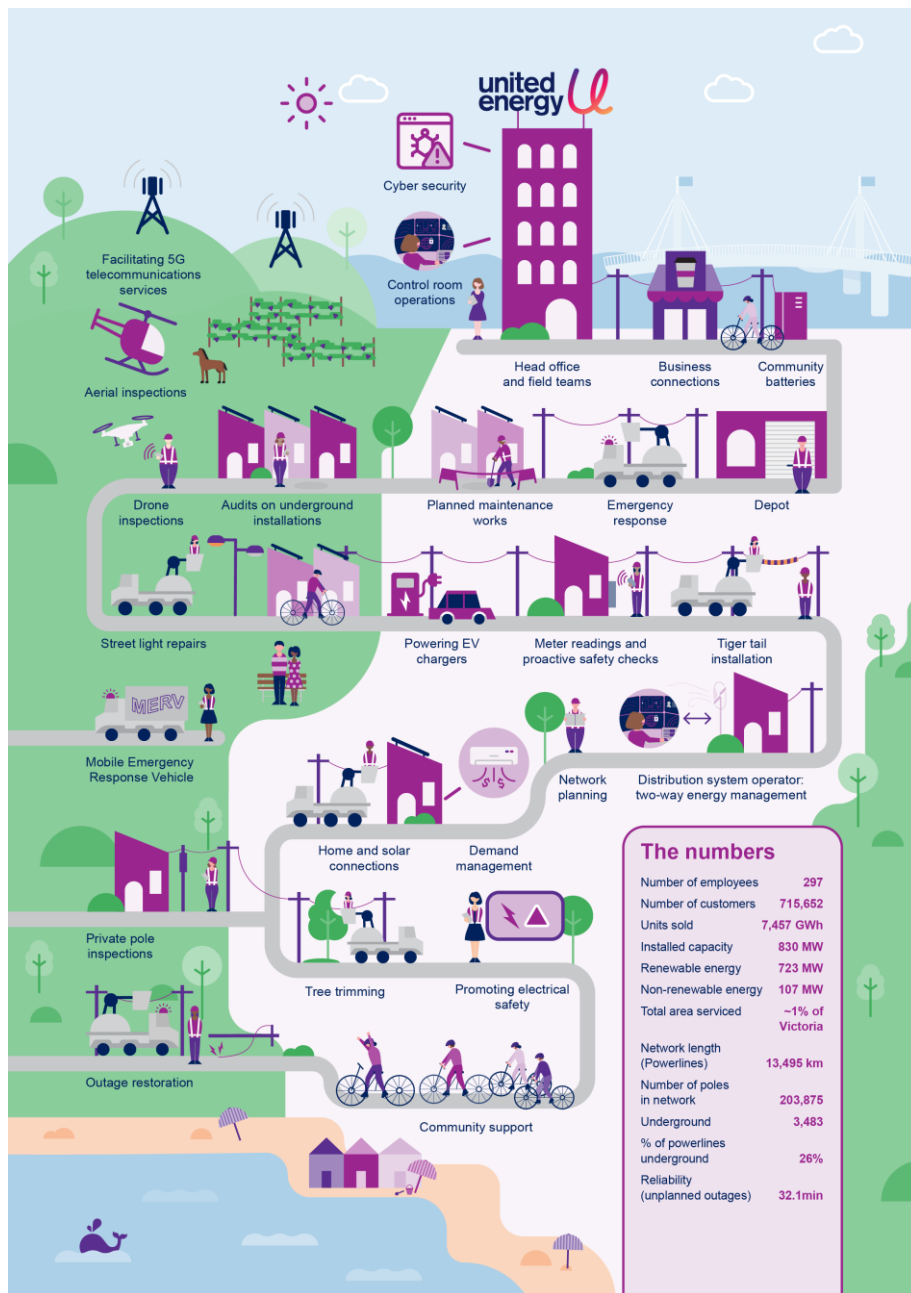 united
energy
Cyber security
Facilitating 5G
telecommunications
services
Control room
operations
Aerial inspections
Head office
and field teams
Business
connections
Community
batteries
Drone
inspections
Audits on underground
installations
Planned maintenance
works
Emergency
response
Depot
Street light repairs
Powering EV
chargers
Meter readings and
proactive safety checks
Tiger tail
installation
MERV
Mobile Emergency
Response Vehicle
Network
planning
Distribution system operator:
two-way energy management
$ $
Home and solar
connections
Demand
management
Private pole
inspections
Tree trimming
Promoting electrical
safety
Outage restoration
Community support
The numbers
Number of employees 297
Number of customers 715,652
Units sold 7,457 GWh
Installed capacity 830 MW
Renewable energy 723 MW
Non-renewable energy 107 MW
Total area serviced ~1% of
Victoria
Network length
(Powerlines) 13,495 km
Number of poles
in network 203,875
Underground 3,483
% of powerlines
underground 26%
Reliability
(unplanned outages) 32.1min